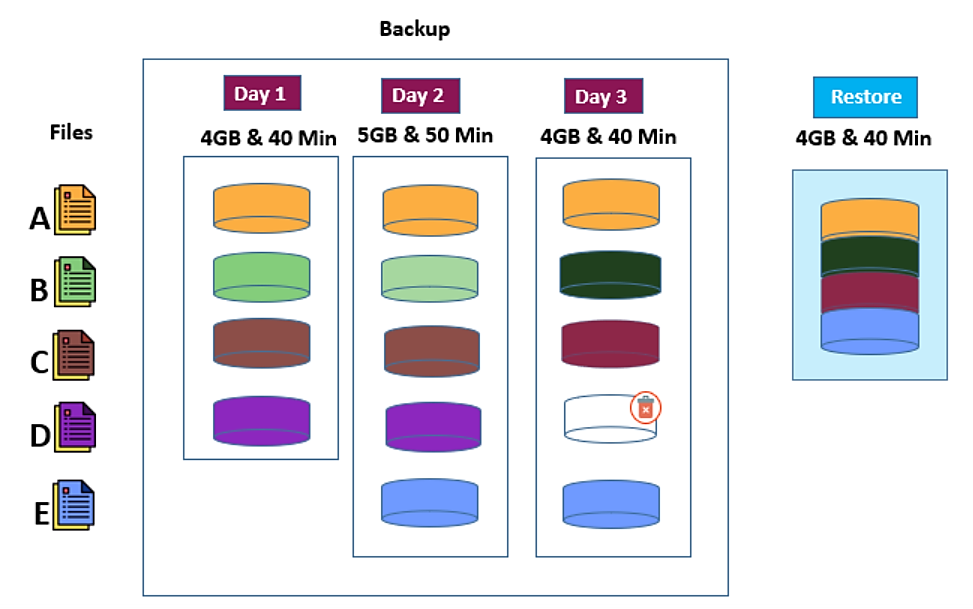 Backup
Day 1
Day 2
Day 3
Restore
Files
4GB & 40 Min
5GB & 50 Min
4GB & 40 Min
4GB & 40 Min
A
B
C
D
E